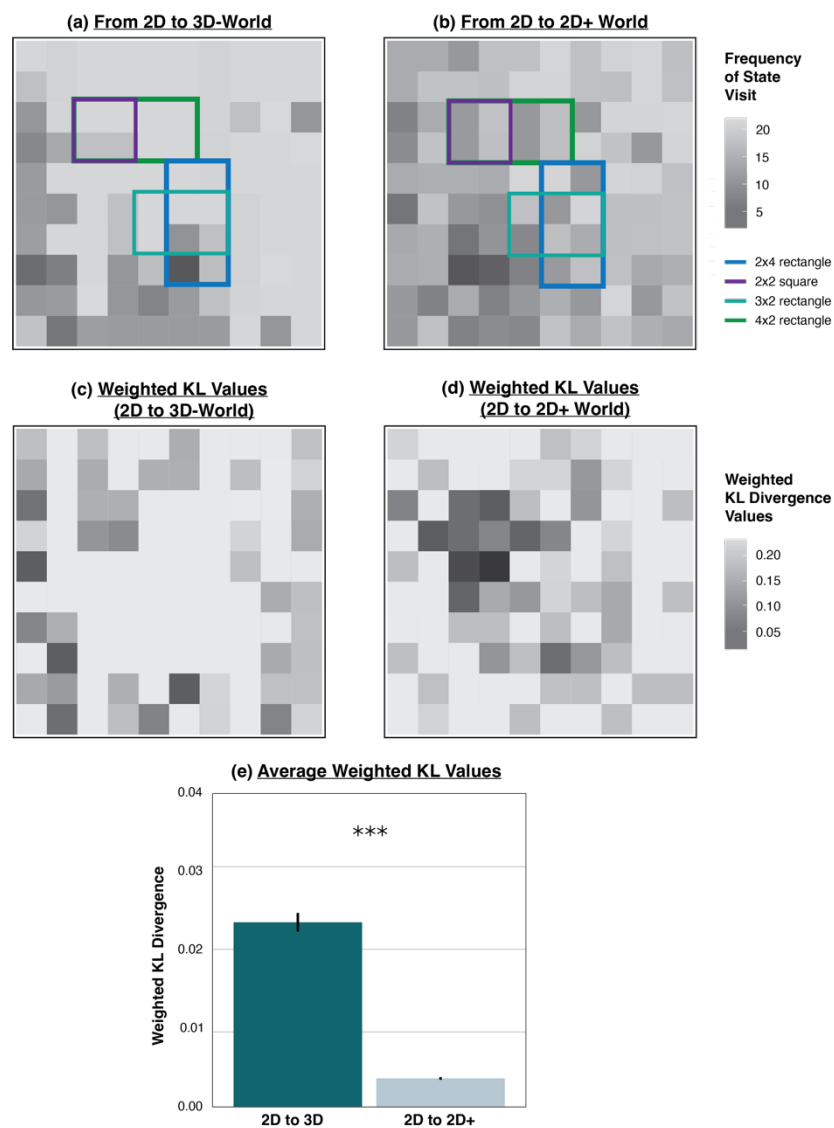 (a) From 2D to 3D-World
(b) From 2D to 2D+ World
Frequency
of State
Visit
20
15
10
5
2x4 rectangle
2x2 square
3x2 rectangle
4x2 rectangle
(c) Weighted KL Values
(2D to 3D-World)
(d) Weighted KL Values
(2D to 2D+ World)
Weighted
KL Divergence
Values
0.20
0.15
0.10
0.05
(e) Average Weighted KL Values
Weighted KL Divergence
0.04
0.03
0.02
0.01
0.00
***
2D to 3D
2D to 2D+